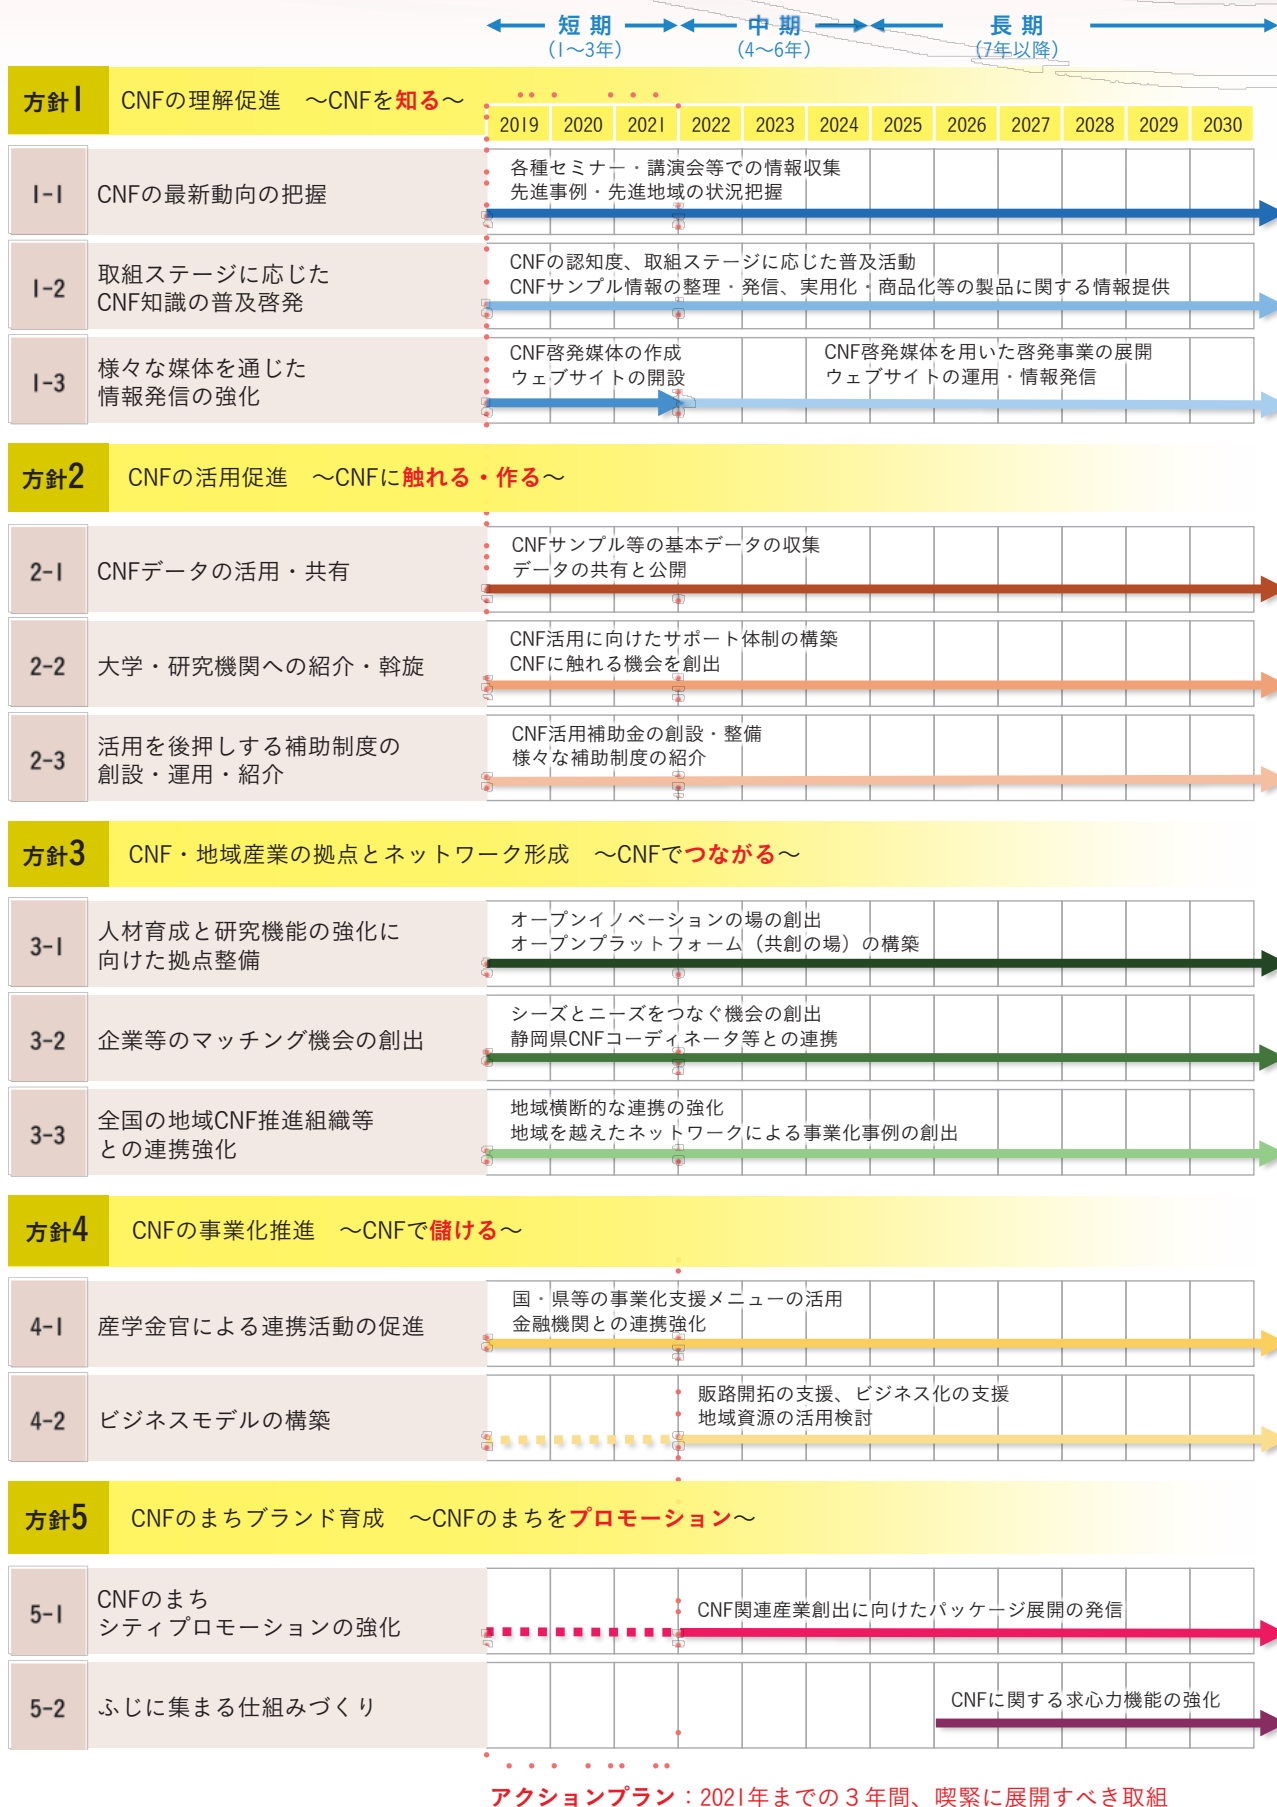 短期 中期 長期
(1〜3年) (4〜6年) (7年以降)
方針1 CNFの理解促進 〜CNFを知る〜
2019 2020 2021 2022 2023 2024 2025 2026 2027 2028 2029 2030
1-1 CNFの最新動向の把握
各種セミナー・講演会等での情報収集
先進事例・先進地域の状況把握
1-2 取組ステージに応じた
CNF知識の普及啓発
CNFの認知度、取組ステージに応じた普及活動
CNFサンプル情報の整理・発信、実用化・商品化等の製品に関する情報提供
1-3 様々な媒体を通じた
情報発信の強化
CNF啓発媒体の作成
ウェブサイトの開設
CNF啓発媒体を用いた啓発事業の展開
ウェブサイトの運用・情報発信
方針2 CNFの活用促進 〜CNFに触れる・作る〜
2-1 CNFデータの活用・共有
CNFサンプル等の基本データの収集
データの共有と公開
2-2 大学・研究機関への紹介・斡旋
CNF活用に向けたサポート体制の構築
CNFに触れる機会を創出
2-3 活用を後押しする補助制度の
創設・運用・紹介
CNF活用補助金の創設・整備
様々な補助制度の紹介
方針3 CNF・地域産業の拠点とネットワーク形成 〜CNFでつながる〜
3-1 人材育成と研究機能の強化に
向けた拠点整備
オープンイノベーションの場の創出
オープンプラットフォーム（共創の場）の構築
3-2 企業等のマッチング機会の創出
シーズとニーズをつなぐ機会の創出
静岡県CNFコーディネータ等との連携
3-3 全国の地域CNF推進組織等
との連携強化
地域横断的な連携の強化
地域を越えたネットワークによる事業化事例の創出
方針4 CNFの事業化推進 〜CNFで儲ける〜
4-1 産学金官による連携活動の促進
国・県等の事業化支援メニューの活用
金融機関との連携強化
4-2 ビジネスモデルの構築
販路開拓の支援、ビジネス化の支援
地域資源の活用検討
方針5 CNFのまちブランド育成 〜CNFのまちをプロモーション〜
5-1 CNFのまち
シティプロモーションの強化
CNF関連産業創出に向けたパッケージ展開の発信
5-2 ふじに集まる仕組みづくり
CNFに関する求心力機能の強化
アクションプラン：2021年までの３年間、喫緊に展開すべき取組